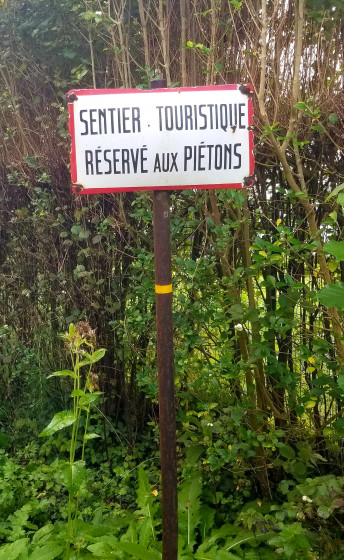 SENTIER . TOURISTIQUE
RÉSERVÉ AUX PIÉTONS